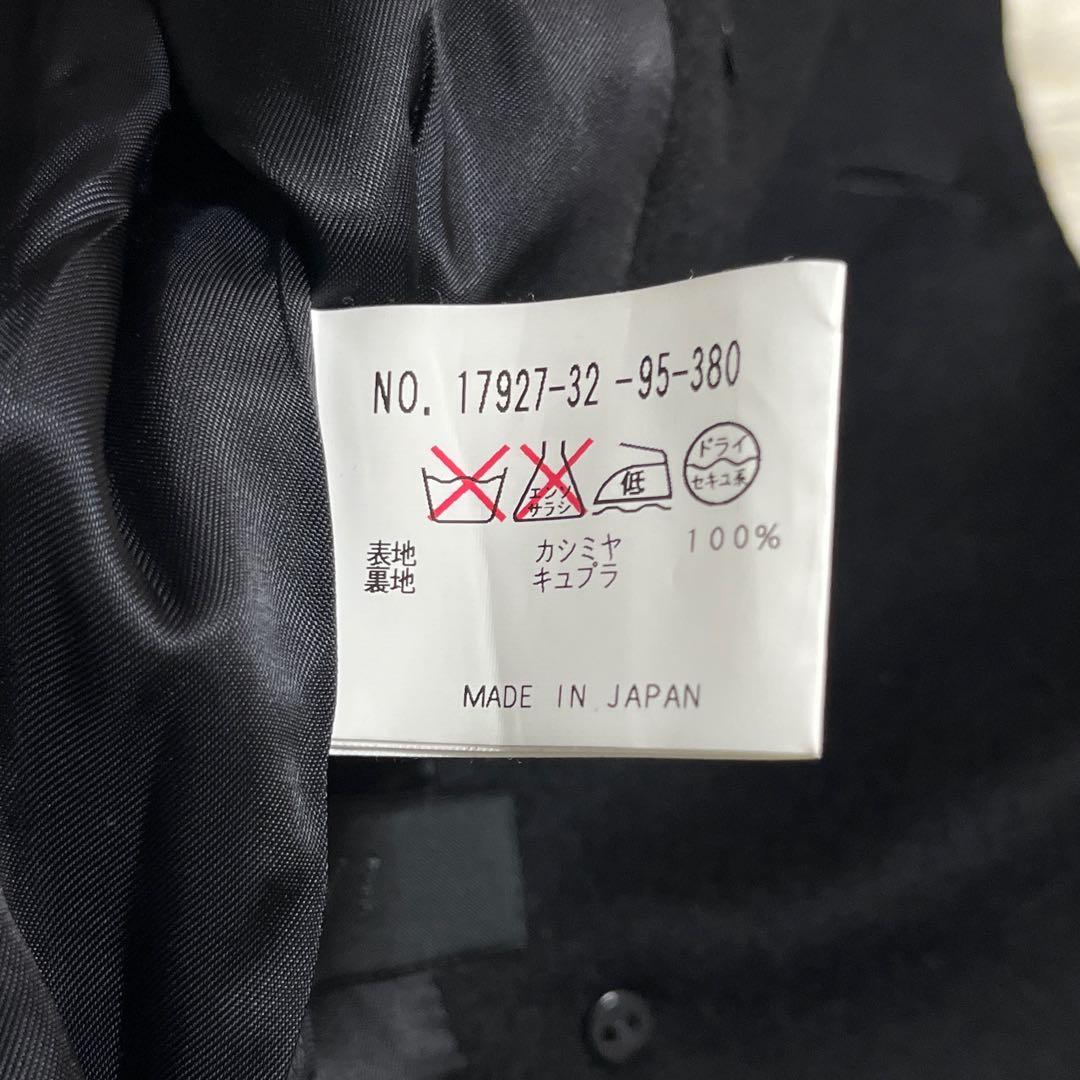 NO. 17927-32 -95-380
エンソ
サラシ
低
ドライ
セキユ系
表地 カシミヤ 100%
裏地 キュプラ
MADE IN JAPAN